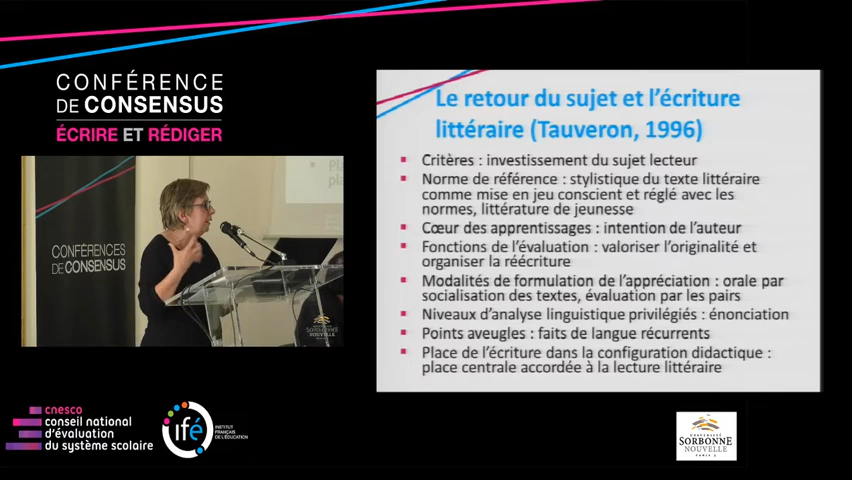 CONFÉRENCE
DE CONSENSUS
ÉCRIRE ET RÉDIGER
CONFÉRENCES
DE CONSENSUS
SORBONNE
NOUVELLE
Le retour du sujet et l'écriture
littéraire (Tauveron, 1996)
Critères : investissement du sujet lecteur
Norme de référence : stylistique du texte littéraire
comme mise en jeu conscient et réglé avec les
normes, littérature de jeunesse
Cœur des apprentissages : intention de l'auteur
Fonctions de l'évaluation : valoriser l'originalité et
organiser la réécriture
Modalités de formulation de l'appréciation : orale par
socialisation des textes, évaluation par les pairs
Niveaux d'analyse linguistique privilégiés : énonciation
Points aveugles : faits de langue récurrents
Place de l'écriture dans la configuration didactique :
place centrale accordée à la lecture littéraire
cnesco
conseil national
d'évaluation
du système scolaire
ifé
INSTITUT
FRANÇAIS
DE L'ÉDUCATION
UNIVERSITÉ
SORBONNE
NOUVELLE
PARIS 3